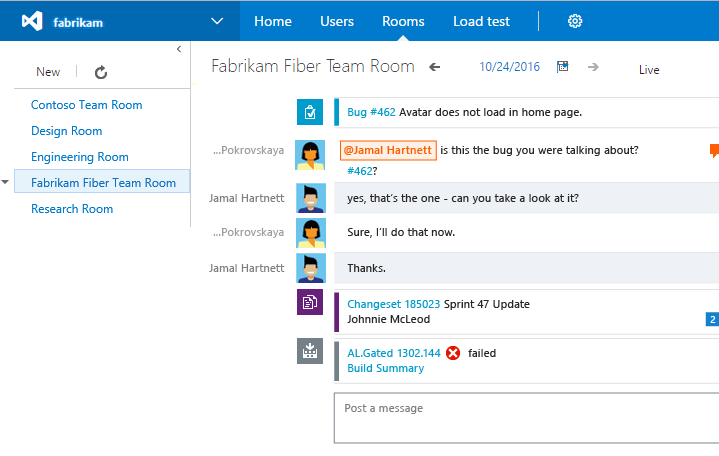 fabrikam
Home Users Rooms Load test
New
Contoso Team Room
Design Room
Engineering Room
Fabrikam Fiber Team Room
Research Room
Fabrikam Fiber Team Room 10/24/2016 Live
Bug #462 Avatar does not load in home page.
...Pokrovskaya @Jamal Hartnett is this the bug you were talking about?
#462?
Jamal Hartnett yes, that's the one - can you take a look at it?
...Pokrovskaya Sure, I'll do that now.
Jamal Hartnett Thanks.
Changeset 185023 Sprint 47 Update
Johnnie McLeod 2
AL.Gated 1302.144 failed
Build Summary
Post a message